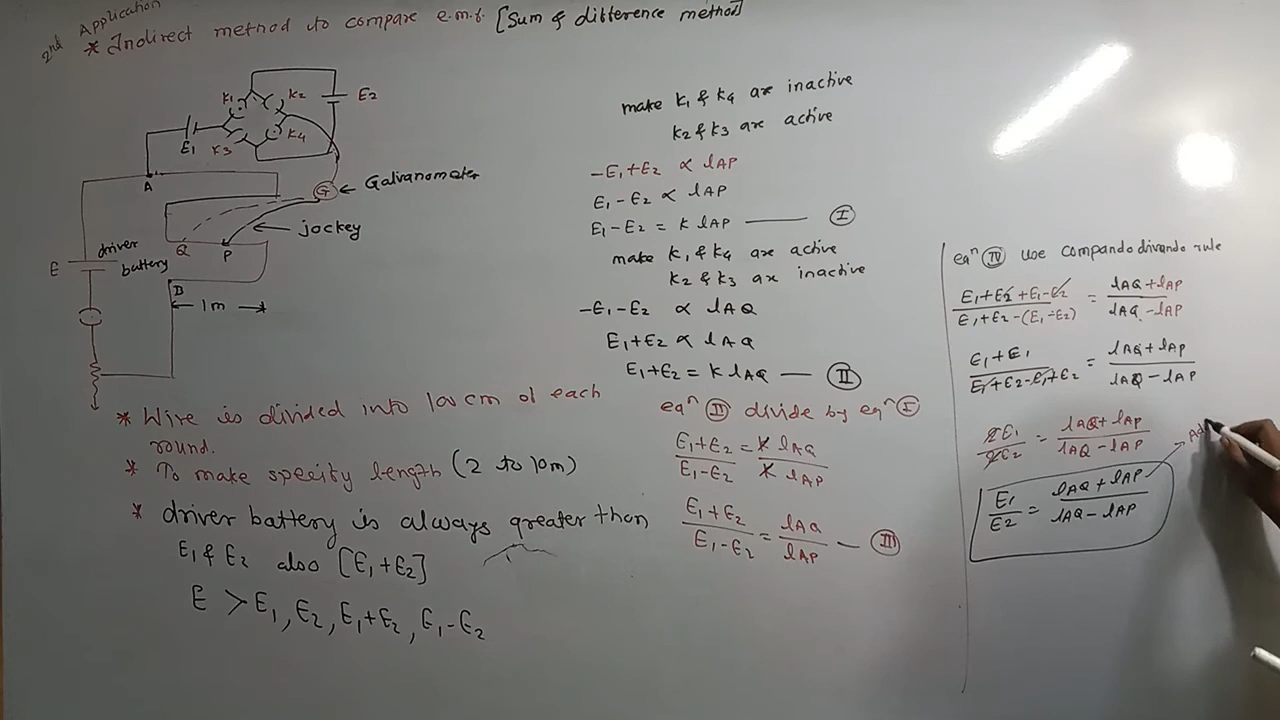 2nd Application
* Indirect method to compare e.m.f. [Sum & difference method]
K1 K2
E2
E1 K3 K4
A
G ← Galvanometer
← jockey
Q P
driver
E battery
B
←1m→
make K1 & K4 are inactive
K2 & K3 are active
-E1+E2 ∝ lAP
E1-E2 ∝ lAP
E1-E2 = K lAP —— I
make K1 & K4 are active
K2 & K3 are inactive
-E1-E2 ∝ lAQ
E1+E2 ∝ lAQ
E1+E2 = K lAQ — II
eqn II divide by eqn I
E1+E2 / E1-E2 = K lAQ / K lAP
E1+E2 / E1-E2 = lAQ / lAP — III
* Wire is divided into 100cm of each
round.
* To make specify length (2 to 10m)
* driver battery is always greater then
E1 & E2 also [E1+E2]
E > E1, E2, E1+E2, E1-E2
eqn IV use compando divando rule
E1+E2+E1-E2 / E1+E2-(E1-E2) = lAQ+lAP / lAQ-lAP
E1+E1 / E1+E2-E1+E2 = lAQ+lAP / lAQ-lAP
2E1 / 2E2 = lAQ+lAP / lAQ-lAP
E1 / E2 = lAQ+lAP / lAQ-lAP